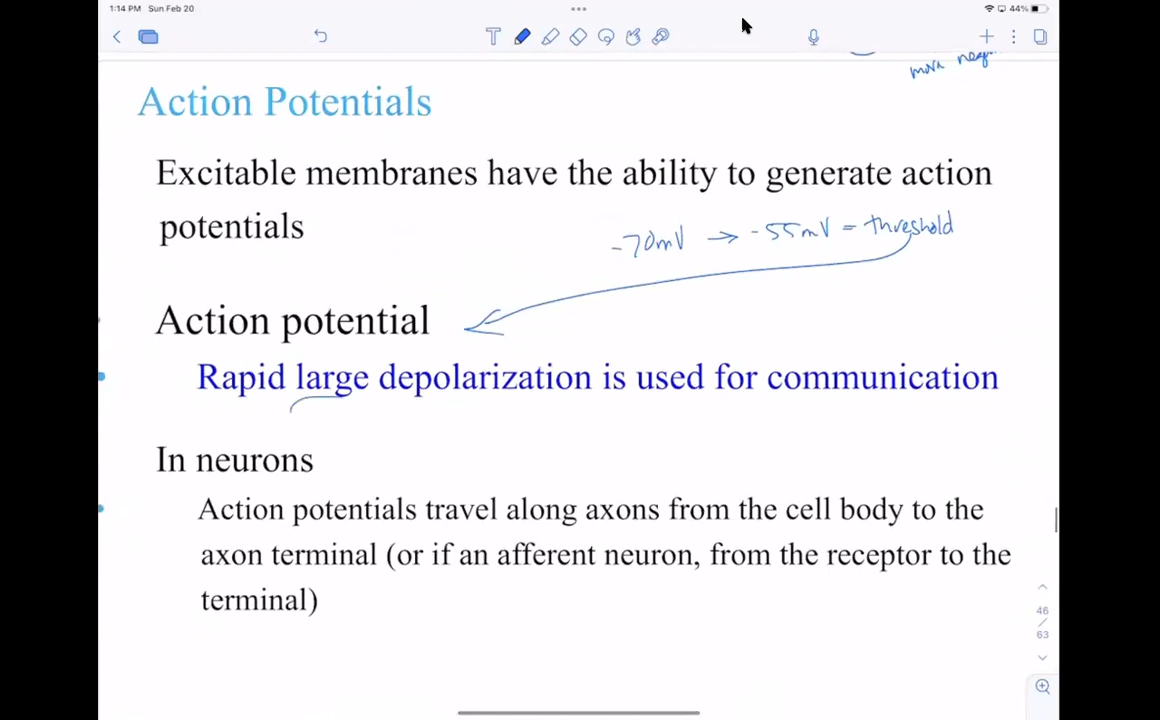 1:14 PM Sun Feb 20
44%
T
more
Action Potentials
Excitable membranes have the ability to generate action
potentials
-70mV → -55mV = threshold
Action potential
Rapid large depolarization is used for communication
In neurons
Action potentials travel along axons from the cell body to the
axon terminal (or if an afferent neuron, from the receptor to the
terminal)
46
/
63